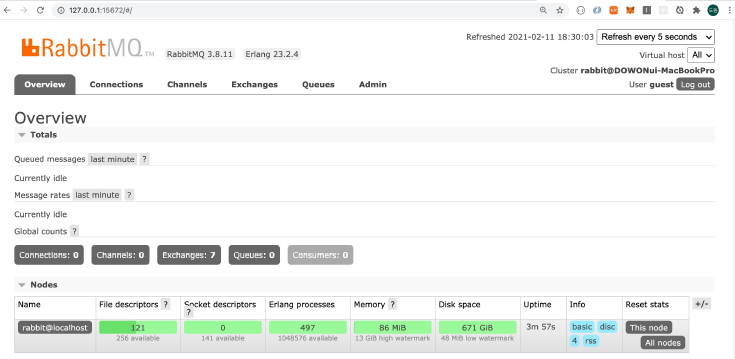 127.0.0.1:15672/#/
Refreshed 2021-02-11 18:30:03 Refresh every 5 seconds
RabbitMQ TM RabbitMQ 3.8.11 Erlang 23.2.4
Virtual host All
Cluster rabbit@DOWONui-MacBookPro
User guest Log out
Overview Connections Channels Exchanges Queues Admin
Overview
Totals
Queued messages last minute ?
Currently idle
Message rates last minute ?
Currently idle
Global counts ?
Connections: 0 Channels: 0 Exchanges: 7 Queues: 0 Consumers: 0
Nodes
Name File descriptors ? Socket descriptors ? Erlang processes Memory ? Disk space Uptime Info Reset stats +/-
rabbit@localhost 121 0 497 86 MiB 671 GiB 3m 57s basic disc This node
256 available 141 available 1048576 available 13 GiB high watermark 48 MiB low watermark 4 rss All nodes